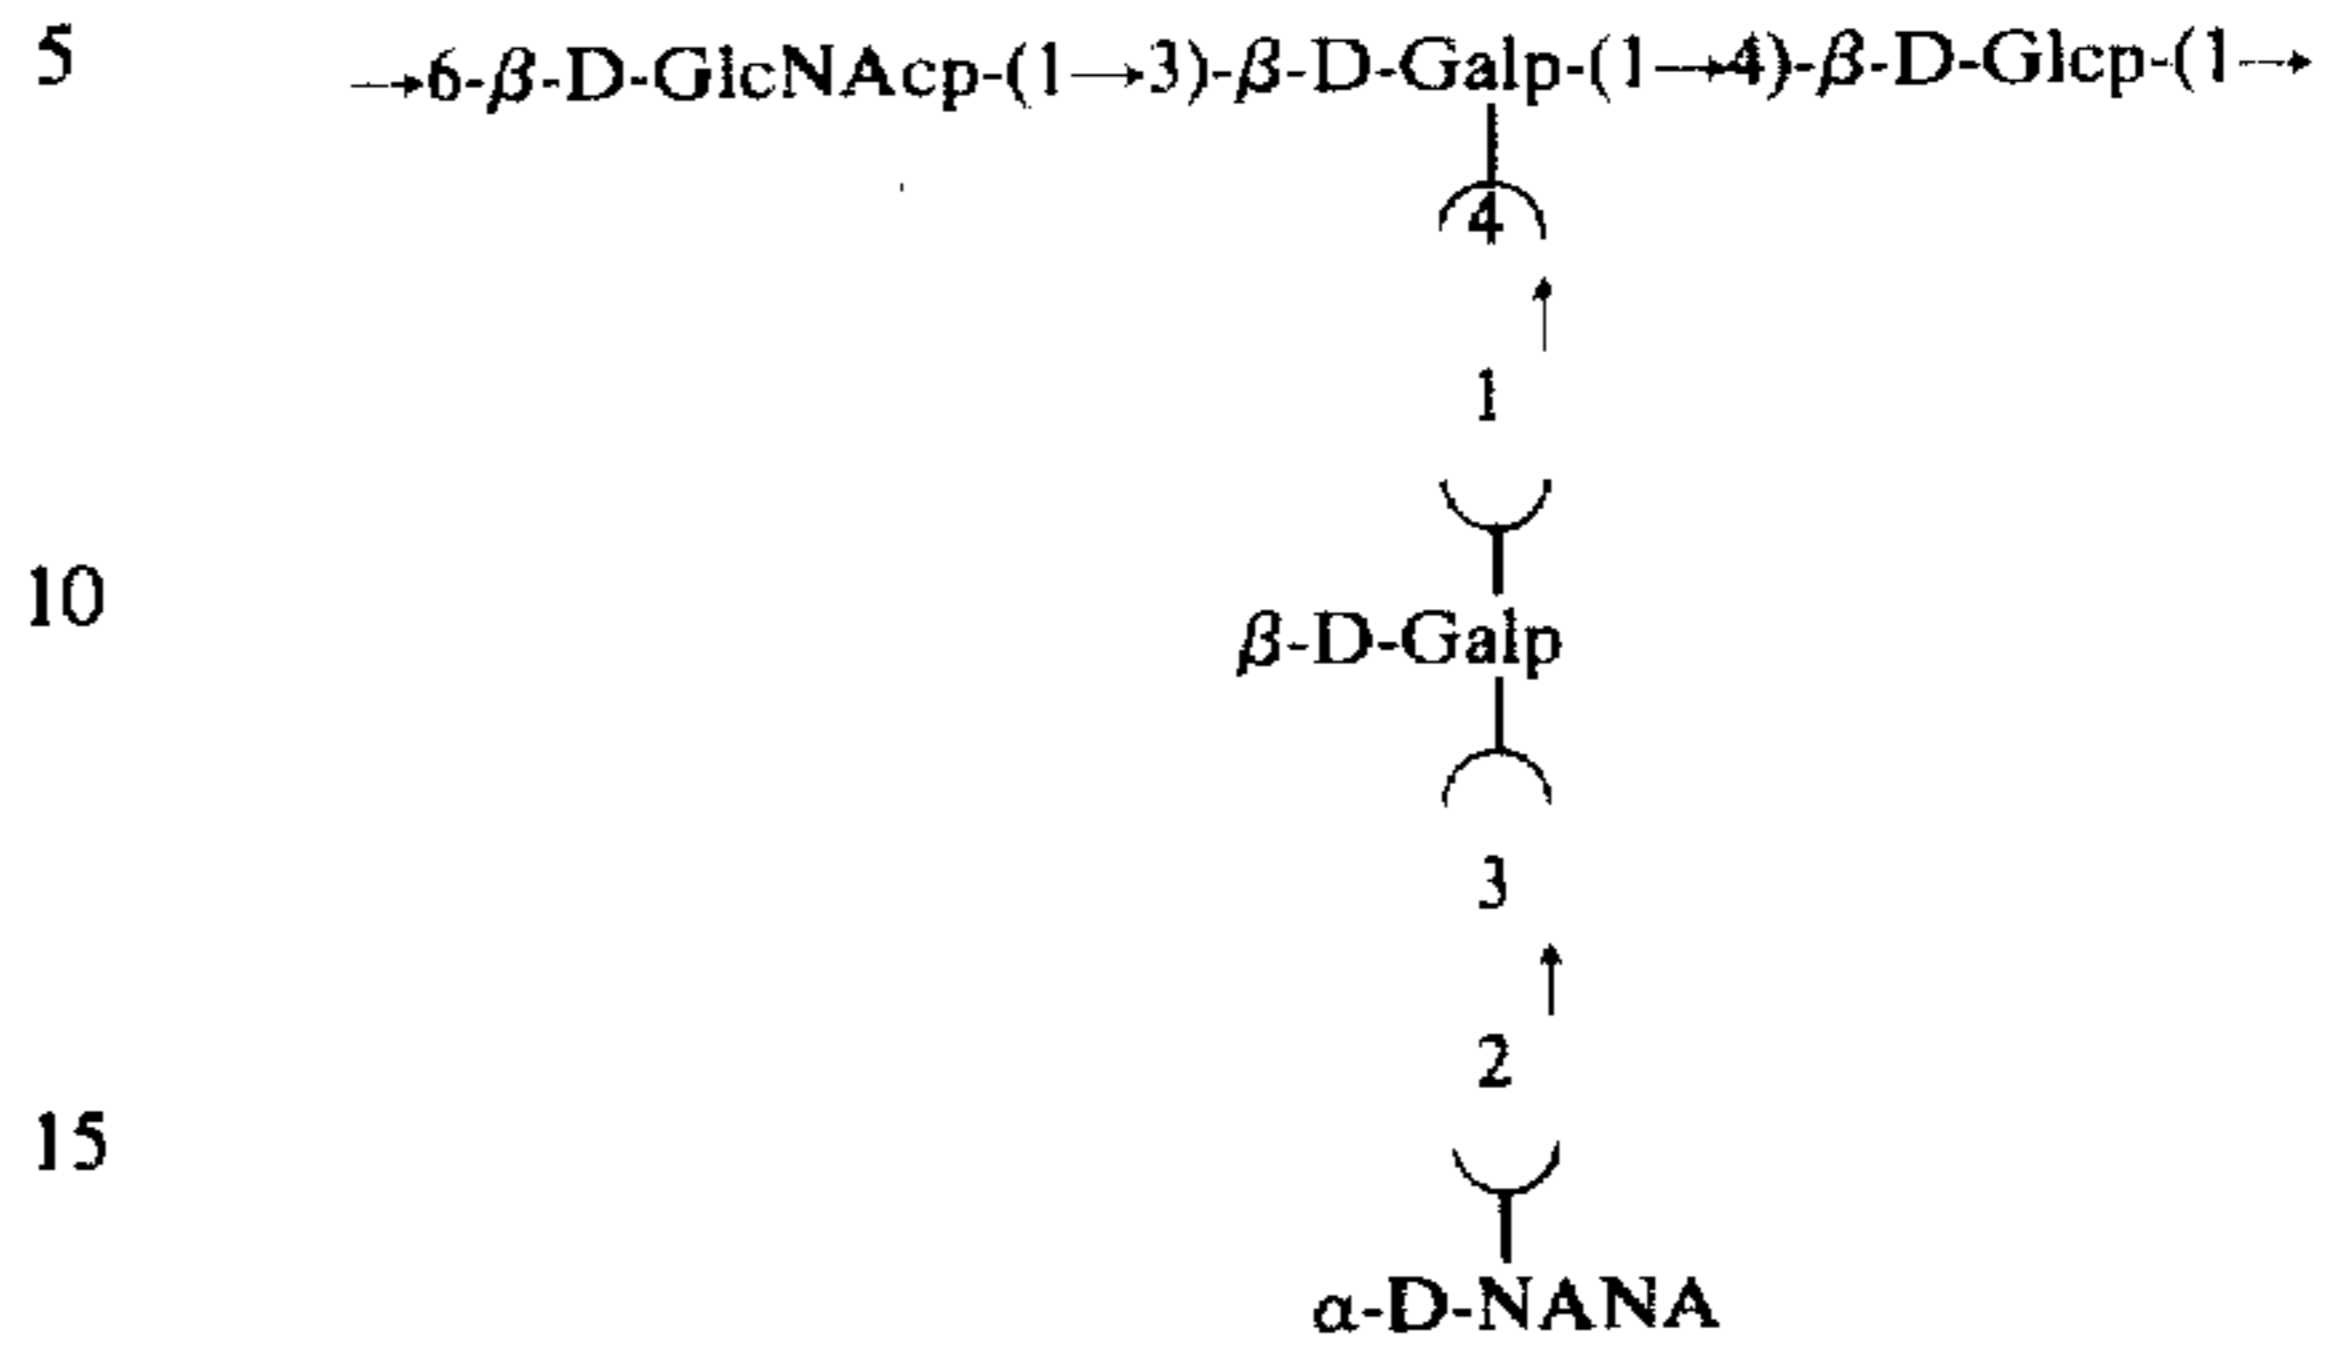 5 →6-β-D-GlcNAcp-(1→3)-β-D-Galp-(1→4)-β-D-Glcp-(1→
4
↑
1
10 β-D-Galp
3
↑
2
15
α-D-NANA